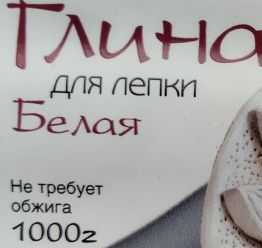 Глина
для лепки
Белая
Не требует
обжига
1000г